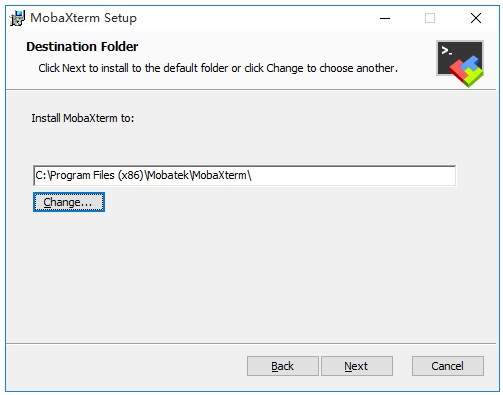 MobaXterm Setup
Destination Folder
Click Next to install to the default folder or click Change to choose another.
>.
Install MobaXterm to:
C:\Program Files (x86)\Mobatek\MobaXterm\
Change...
Back
Next
Cancel